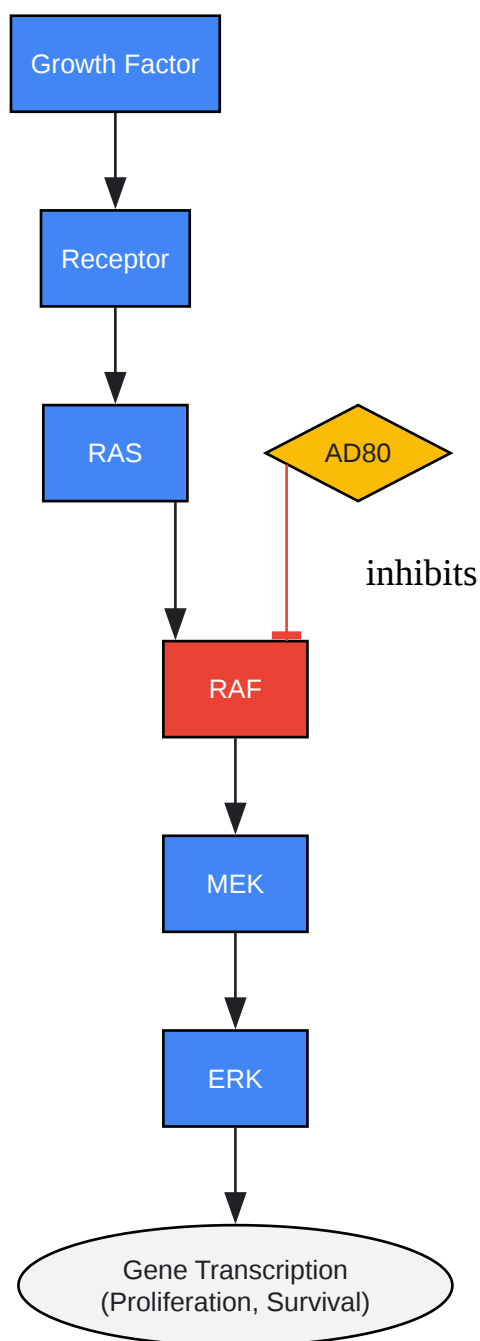 Growth Factor
Receptor
RAS
AD80
inhibits
RAF
MEK
ERK
Gene Transcription
(Proliferation, Survival)